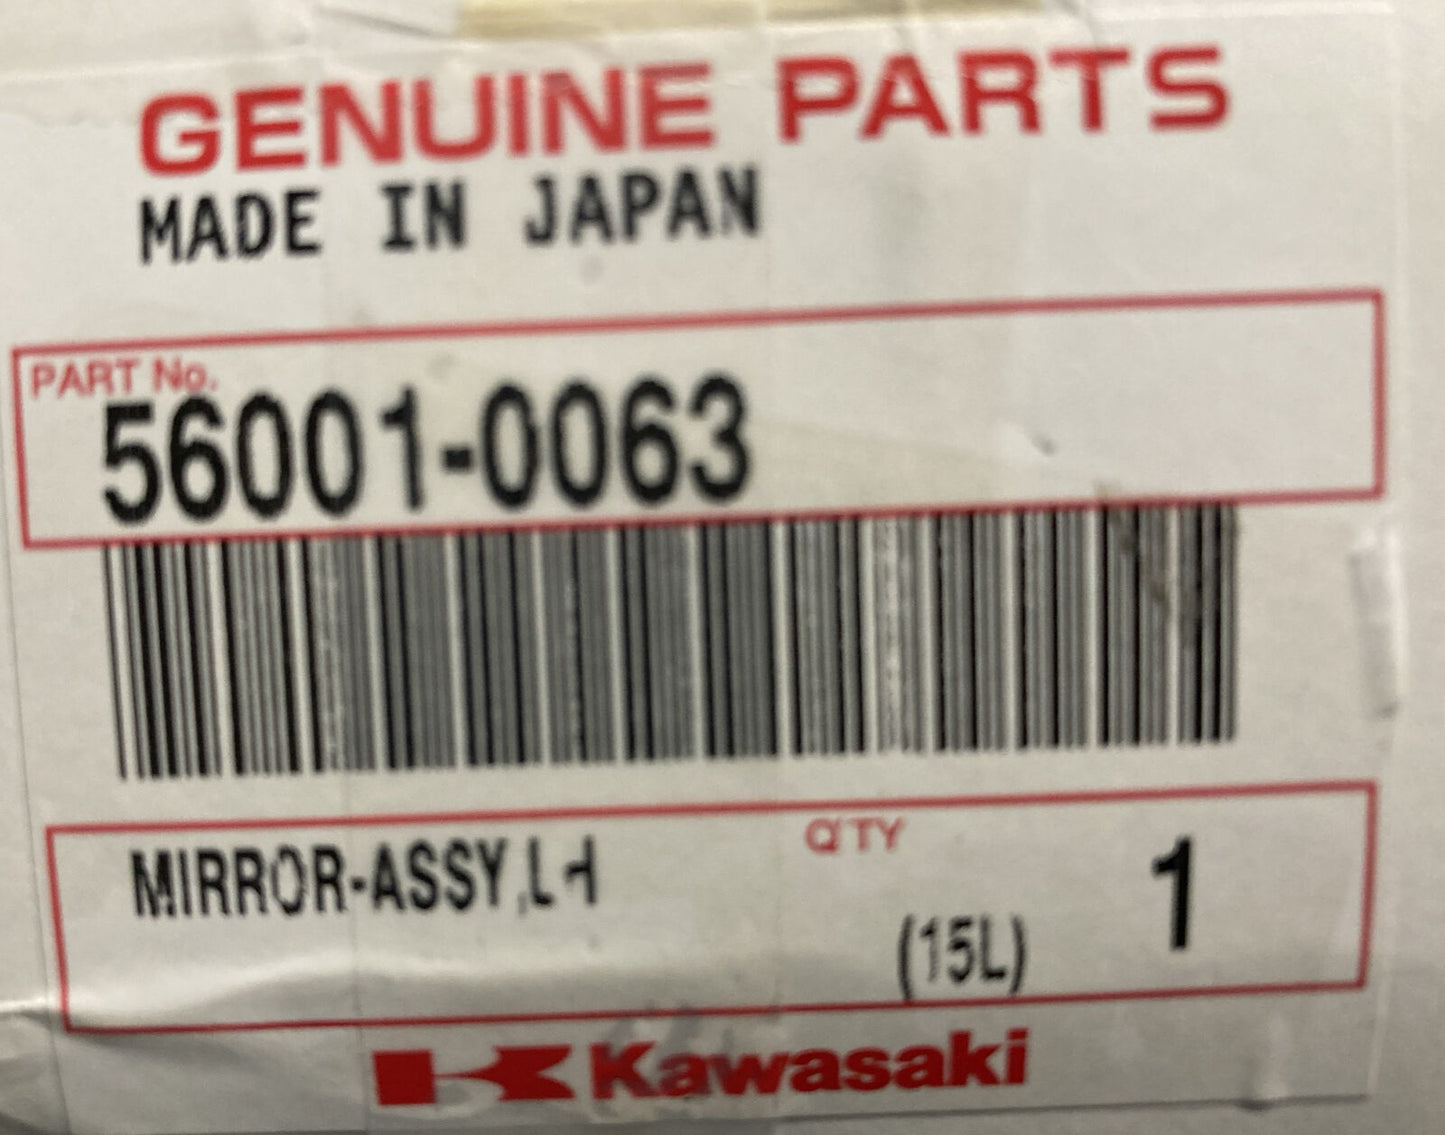 GENUINE PARTS
MADE IN JAPAN
PART No.
56001-0063
MIRROR-ASSY,LH
Q'TY
1
(15L)
Kawasaki